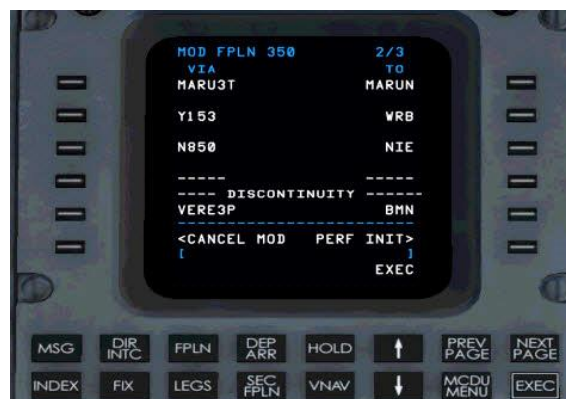 MOD FPLN 350 2/3
VIA TO
MARU3T MARUN
Y153 WRB
N850 NIE
----- -----
---- DISCONTINUITY ------
VERE3P BMN
------------------------
<CANCEL MOD PERF INIT>
[ ]
EXEC
MSG DIR INTC FPLN DEP ARR HOLD ↑ PREV PAGE NEXT PAGE
INDEX FIX LEGS SEC FPLN VNAV ↓ MCDU MENU EXEC